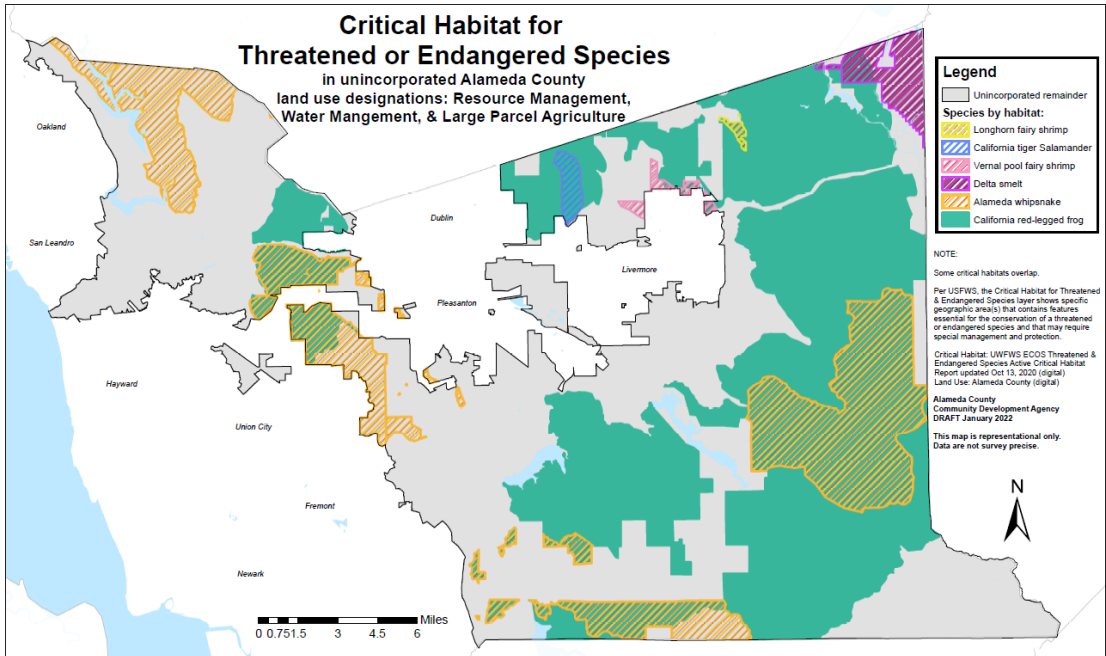 Critical Habitat for
Threatened or Endangered Species
in unincorporated Alameda County
land use designations: Resource Management,
Water Mangement, & Large Parcel Agriculture
Legend
Unincorporated remainder
Species by habitat:
Longhorn fairy shrimp
California tiger Salamander
Vernal pool fairy shrimp
Delta smelt
Alameda whipsnake
California red-legged frog
NOTE:
Some critical habitats overlap.
Per USFWS, the Critical Habitat for Threatened
& Endangered Species layer shows specific
geographic area(s) that contains features
essential for the conservation of a threatened
or endangered species and that may require
special management and protection.
Critical Habitat: UWFWS ECOS Threatened &
Endangered Species Active Critical Habitat
Report updated Oct 13, 2020 (digital)
Land Use: Alameda County (digital)
Alameda County
Community Development Agency
DRAFT January 2022
This map is representational only.
Data are not survey precise.
N
Oakland
San Leandro
Dublin
Livermore
Pleasanton
Hayward
Union City
Fremont
Newark
Miles
0 0.75 1.5 3 4.5 6